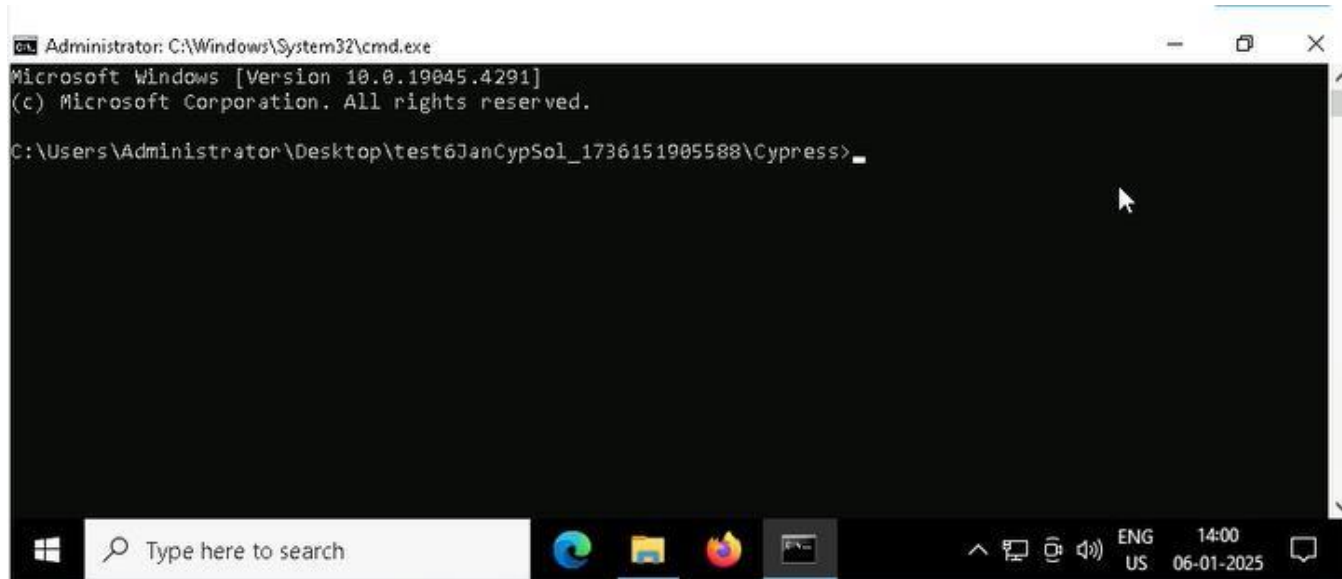 Administrator: C:\Windows\System32\cmd.exe
Microsoft Windows [Version 10.0.19045.4291]
(c) Microsoft Corporation. All rights reserved.
C:\Users\Administrator\Desktop\test6JanCypSol_1736151905588\Cypress>
Type here to search
ENG
US
14:00
06-01-2025